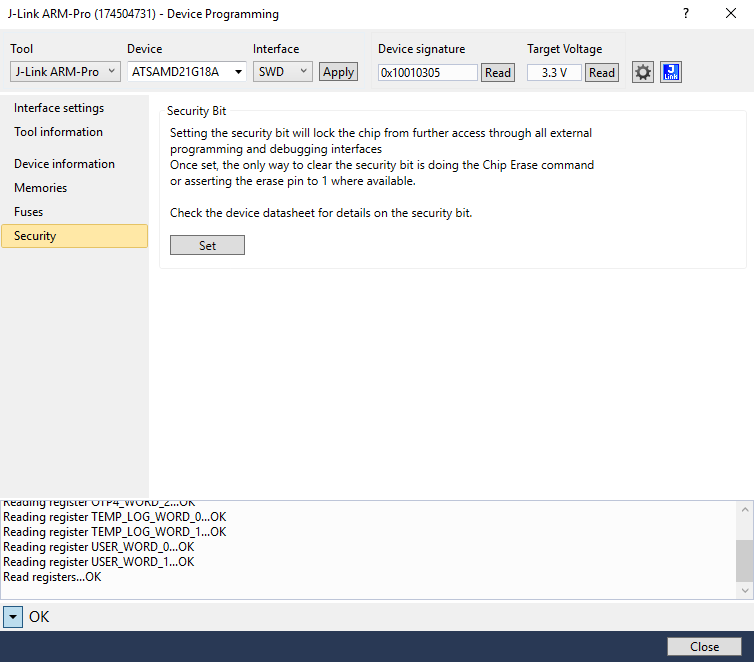 J-Link ARM-Pro (174504731) - Device Programming
?
Tool
Device
Interface
Device signature
Target Voltage
J-Link ARM-Pro
ATSAMD21G18A
SWD
Apply
0x10010305
Read
3.3 V
Read
J
Link
Interface settings
Tool information
Device information
Memories
Fuses
Security
Security Bit
Setting the security bit will lock the chip from further access through all external
programming and debugging interfaces
Once set, the only way to clear the security bit is doing the Chip Erase command
or asserting the erase pin to 1 where available.
Check the device datasheet for details on the security bit.
Set
Reading register OTP4_WORD_2...OK
Reading register TEMP_LOG_WORD_0...OK
Reading register TEMP_LOG_WORD_1...OK
Reading register USER_WORD_0...OK
Reading register USER_WORD_1...OK
Read registers...OK
OK
Close